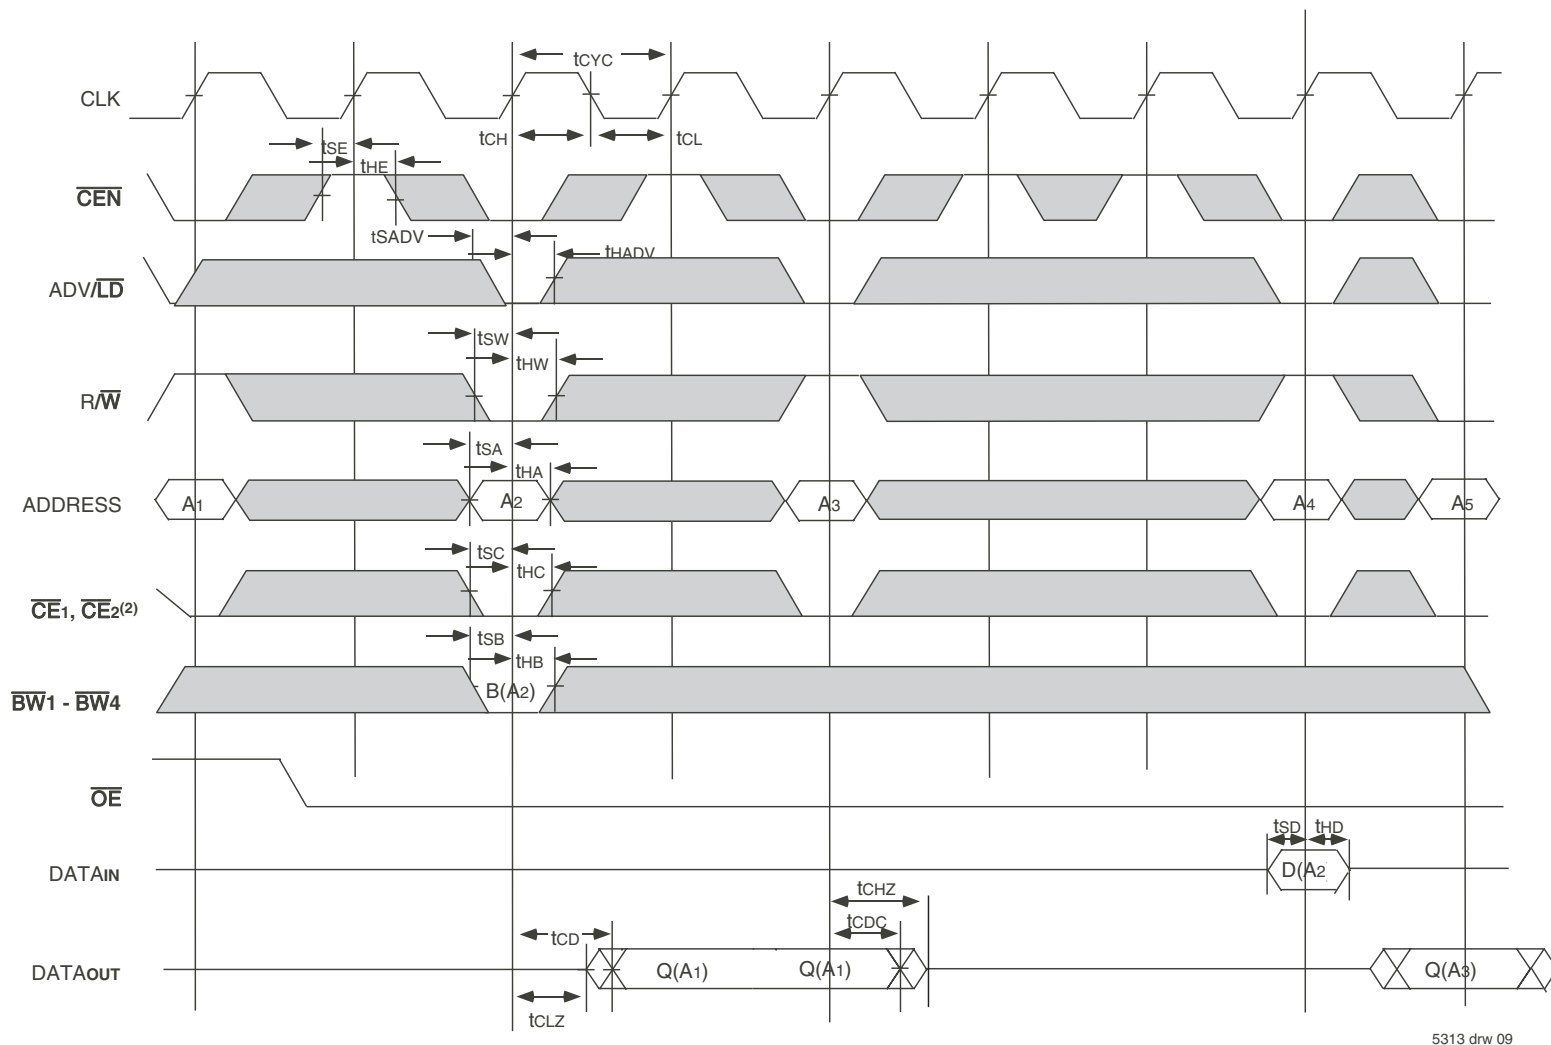 tCYC
CLK
tCH
tCL
tSE
tHE
CEN
tSADV
tHADV
ADV/LD
tSW
tHW
R/W
tSA
tHA
ADDRESS
A1
A2
A3
A4
A5
tSC
tHC
CE1, CE2(2)
tSB
tHB
B(A2)
BW1 - BW4
OE
tSD
tHD
DATAIN
D(A2
tCHZ
tCDC
tCD
DATAOUT
Q(A1)
Q(A1)
Q(A3)
tCLZ
5313 drw 09